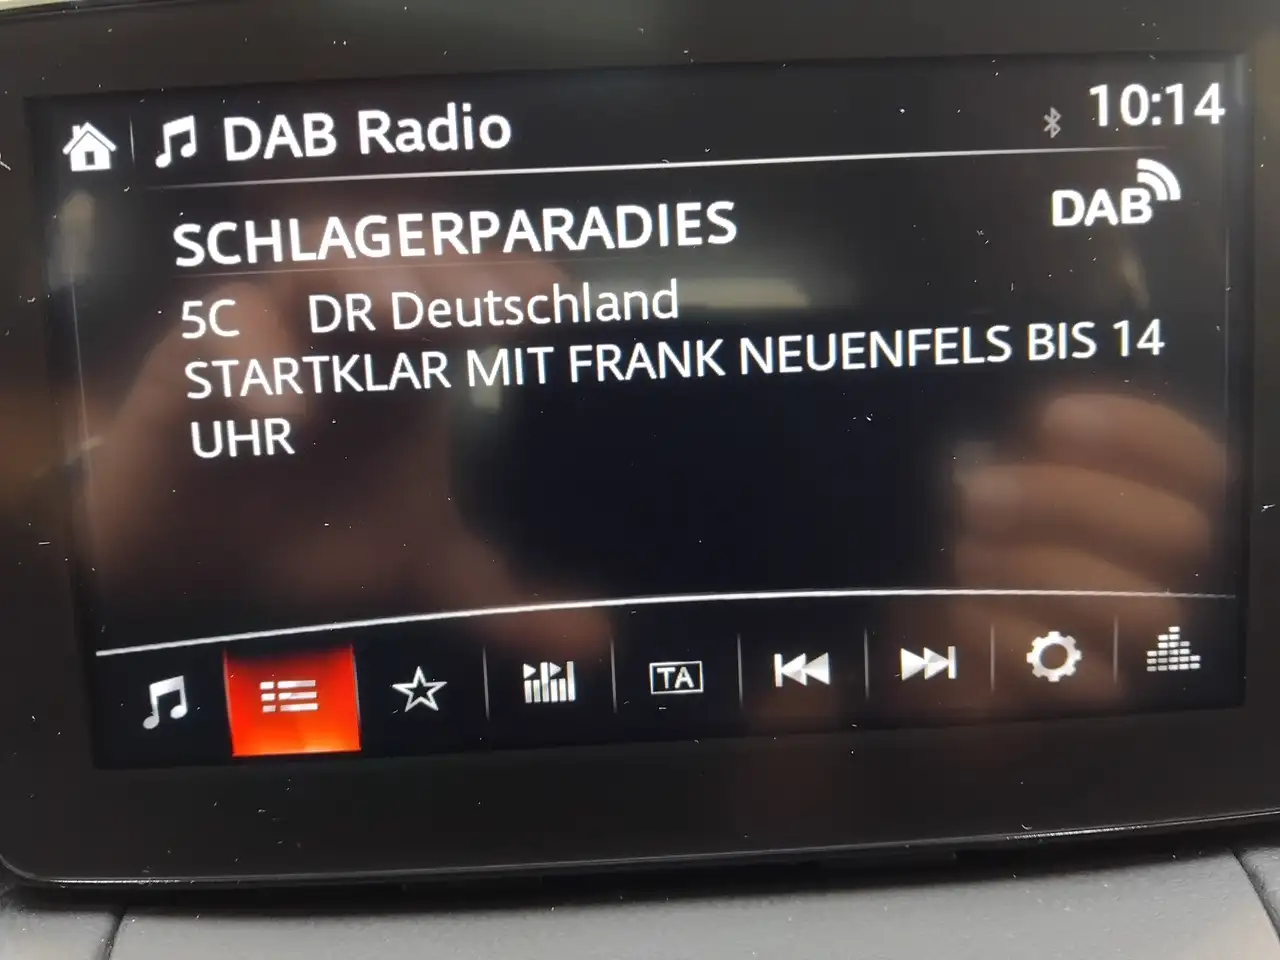 DAB Radio
10:14
SCHLAGERPARADIES
DAB
5C DR Deutschland
STARTKLAR MIT FRANK NEUENFELS BIS 14
UHR
TA